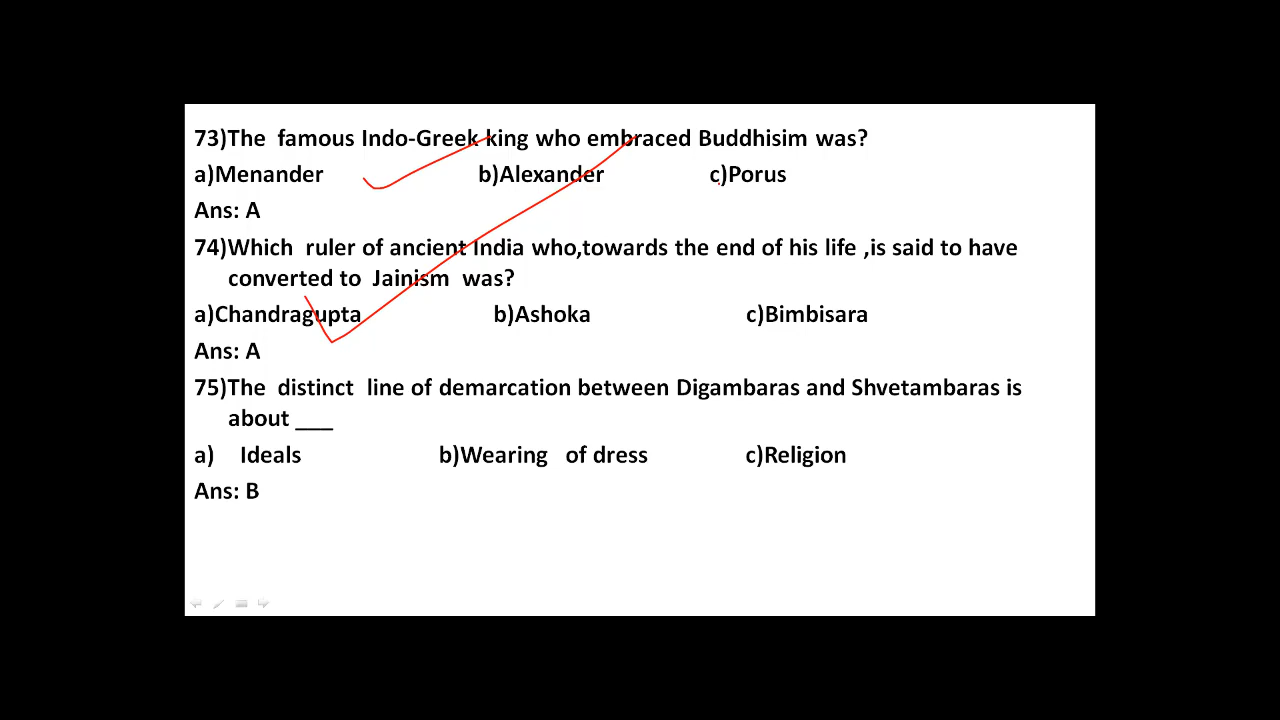 73)The famous Indo-Greek king who embraced Buddhisim was?
a)Menander b)Alexander c)Porus
Ans: A
74)Which ruler of ancient India who,towards the end of his life ,is said to have
converted to Jainism was?
a)Chandragupta b)Ashoka c)Bimbisara
Ans: A
75)The distinct line of demarcation between Digambaras and Shvetambaras is
about ___
a) Ideals b)Wearing of dress c)Religion
Ans: B